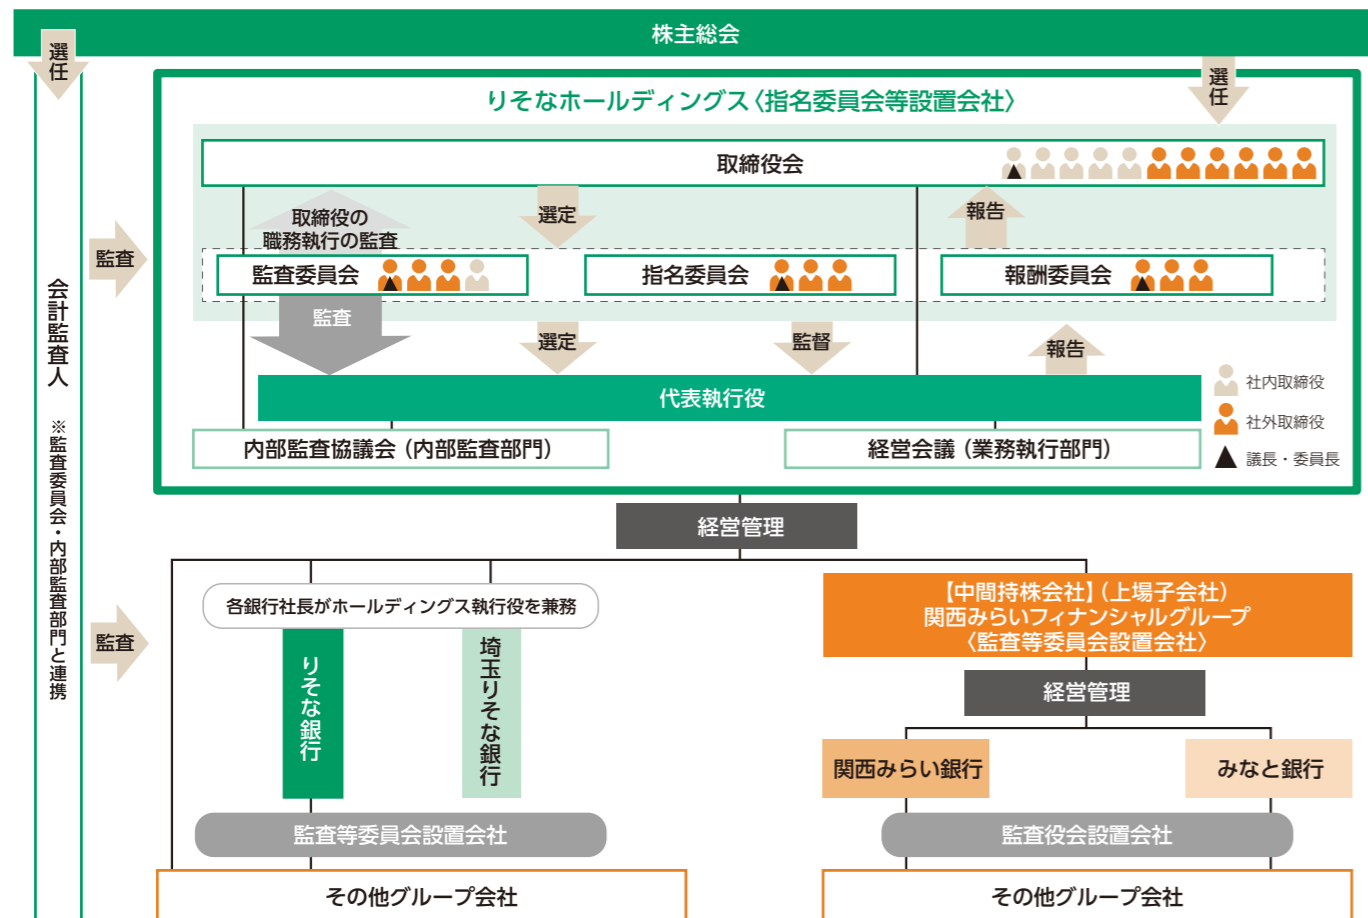 株主総会
選任
選任
りそなホールディングス〈指名委員会等設置会社〉
取締役会
取締役の
職務執行の監査
選定
報告
監査
監査委員会
指名委員会
報酬委員会
監査
選定
監督
報告
代表執行役
社内取締役
社外取締役
議長・委員長
内部監査協議会(内部監査部門)
経営会議(業務執行部門)
会計監査人
※監査委員会・内部監査部門と連携
経営管理
各銀行社長がホールディングス執行役を兼務
【中間持株会社】(上場子会社)
関西みらいフィナンシャルグループ
〈監査等委員会設置会社〉
監査
りそな銀行
埼玉りそな銀行
経営管理
関西みらい銀行
みなと銀行
監査等委員会設置会社
監査役会設置会社
その他グループ会社
その他グループ会社